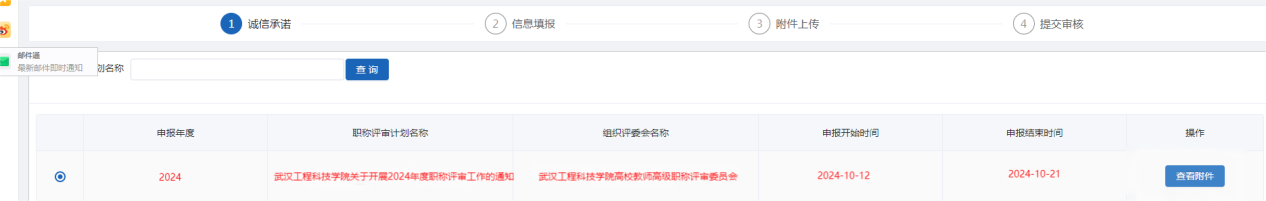 1 诚信承诺 2 信息填报 3 附件上传 4 提交审核
邮件通
最新邮件即时通知
划名称 查 询
申报年度 职称评审计划名称 组织评委会名称 申报开始时间 申报结束时间 操作
2024 武汉工程科技学院关于开展2024年度职称评审工作的通知 武汉工程科技学院高校教师高级职称评审委员会 2024-10-12 2024-10-21 查看附件